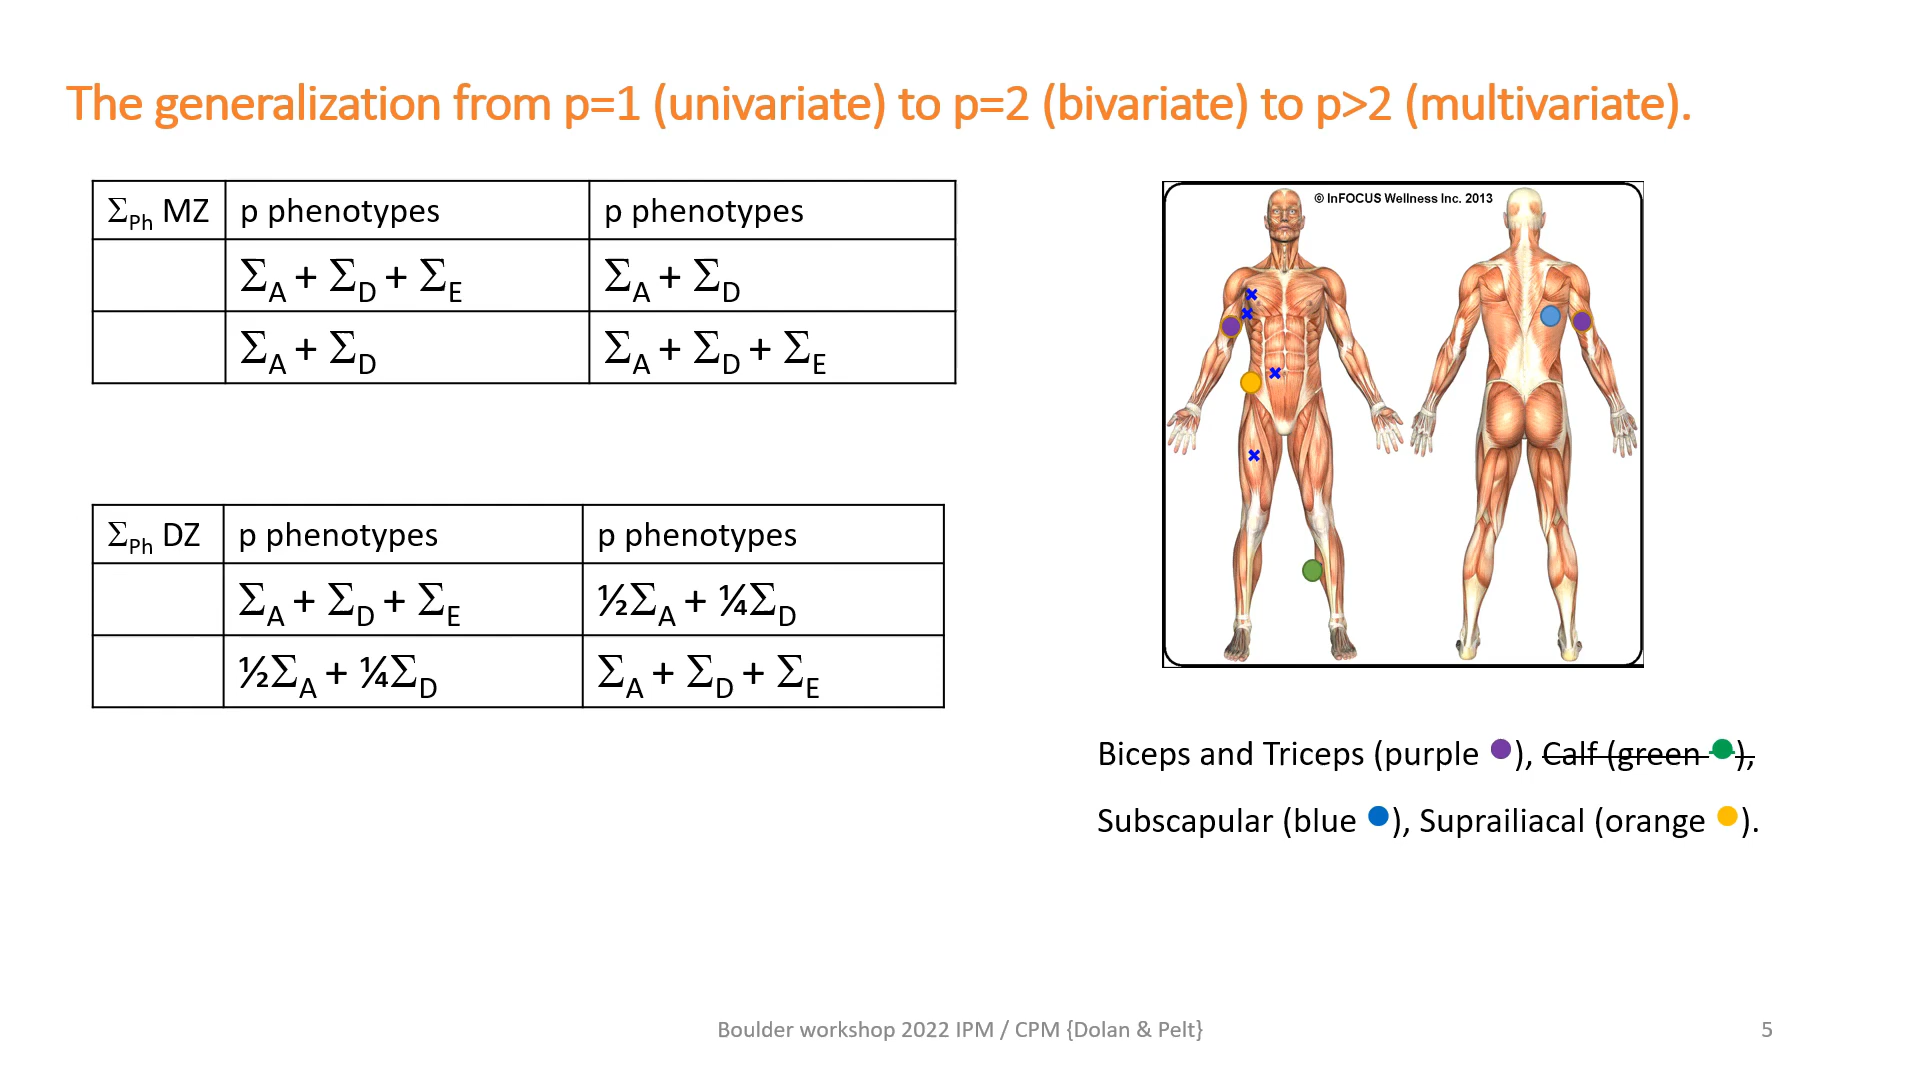 The generalization from p=1 (univariate) to p=2 (bivariate) to p>2 (multivariate).
Σ_Ph MZ p phenotypes p phenotypes
Σ_A + Σ_D + Σ_E Σ_A + Σ_D
Σ_A + Σ_D Σ_A + Σ_D + Σ_E
Σ_Ph DZ p phenotypes p phenotypes
Σ_A + Σ_D + Σ_E ½Σ_A + ¼Σ_D
½Σ_A + ¼Σ_D Σ_A + Σ_D + Σ_E
© InFOCUS Wellness Inc. 2013
Biceps and Triceps (purple ●), Calf (green ●),
Subscapular (blue ●), Suprailiacal (orange ●).
Boulder workshop 2022 IPM / CPM {Dolan & Pelt}
5